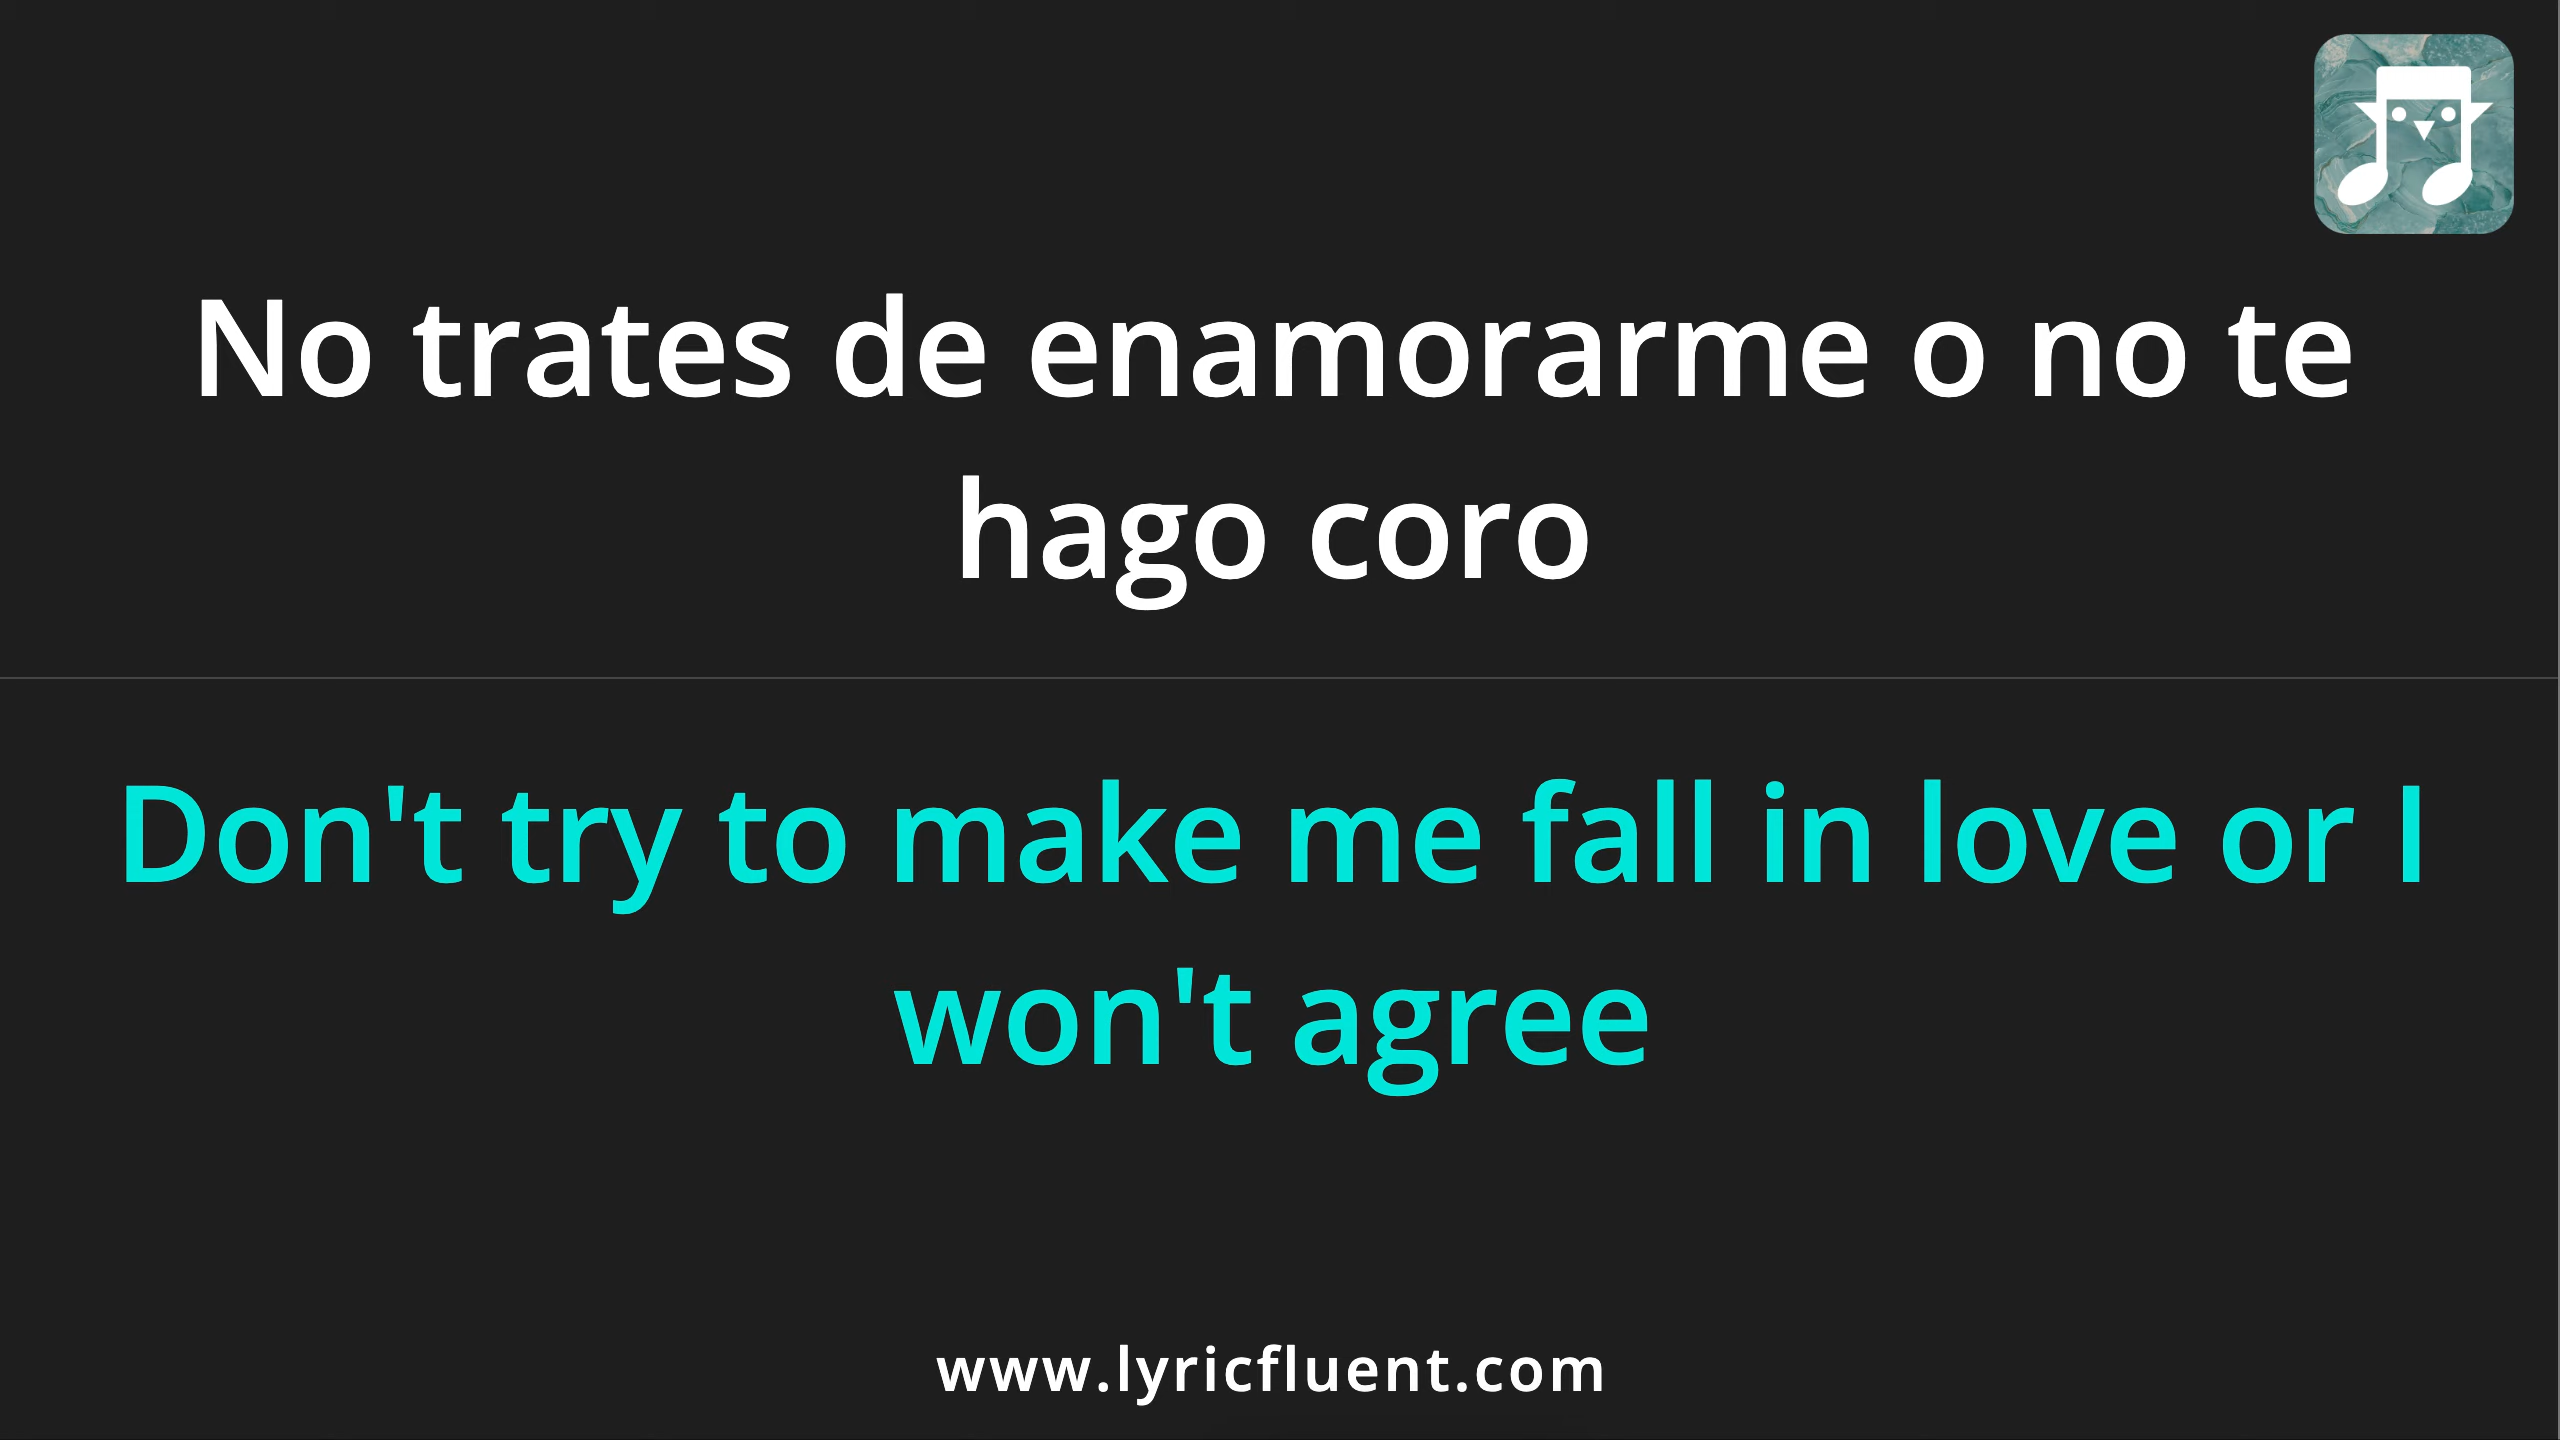 No trates de enamorarme o no te
hago coro
Don't try to make me fall in love or I
won't agree
www.lyricfluent.com